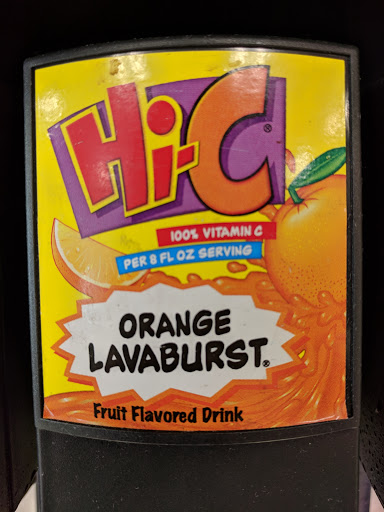 Hi-C®
100% VITAMIN C
PER 8 FL OZ SERVING
ORANGE
LAVABURST®
Fruit Flavored Drink